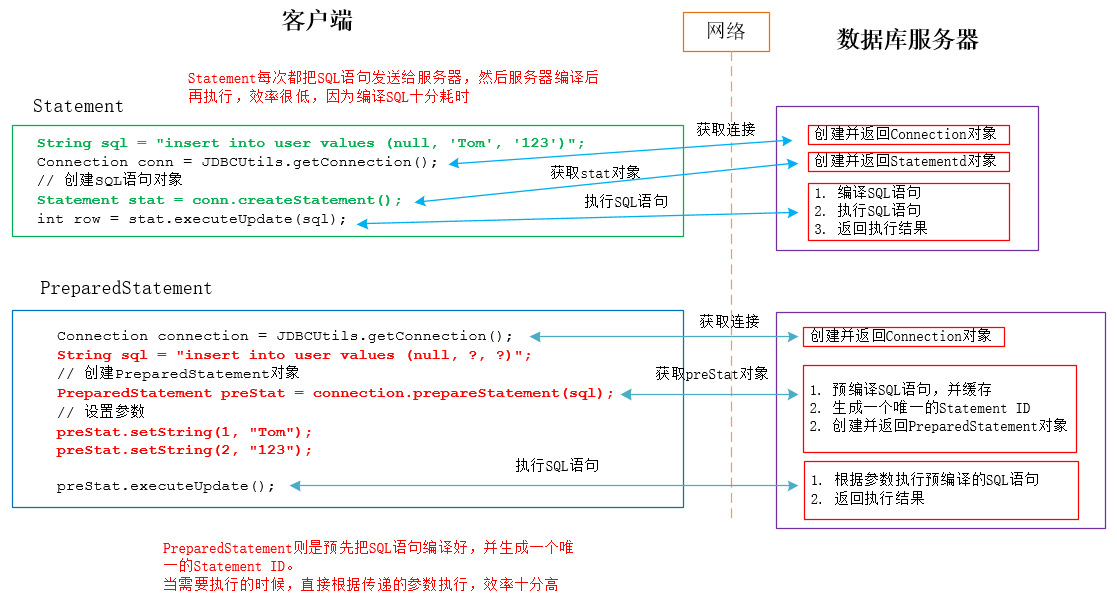 客户端
网络
数据库服务器
Statement每次都把SQL语句发送给服务器，然后服务器编译后
再执行，效率很低，因为编译SQL十分耗时
Statement
String sql = "insert into user values (null, 'Tom', '123')";
Connection conn = JDBCUtils.getConnection();
// 创建SQL语句对象
Statement stat = conn.createStatement();
int row = stat.executeUpdate(sql);
获取连接
获取stat对象
执行SQL语句
创建并返回Connection对象
创建并返回Statementd对象
1. 编译SQL语句
2. 执行SQL语句
3. 返回执行结果
PreparedStatement
Connection connection = JDBCUtils.getConnection();
String sql = "insert into user values (null, ?, ?)";
// 创建PreparedStatement对象
PreparedStatement preStat = connection.prepareStatement(sql);
// 设置参数
preStat.setString(1, "Tom");
preStat.setString(2, "123");
preStat.executeUpdate();
获取连接
获取preStat对象
执行SQL语句
创建并返回Connection对象
1. 预编译SQL语句，并缓存
2. 生成一个唯一的Statement ID
2. 创建并返回PreparedStatement对象
1. 根据参数执行预编译的SQL语句
2. 返回执行结果
PreparedStatement则是预先把SQL语句编译好，并生成一个唯
一的Statement ID。
当需要执行的时候，直接根据传递的参数执行，效率十分高